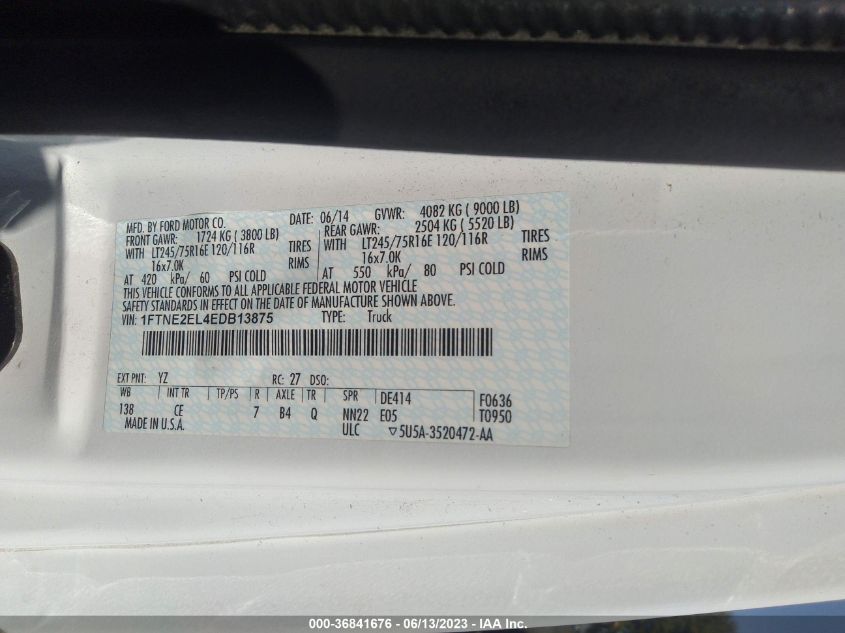 MFD. BY FORD MOTOR CO. DATE: 06/14 GVWR: 4082 KG ( 9000 LB)
FRONT GAWR: 1724 KG ( 3800 LB) REAR GAWR: 2504 KG ( 5520 LB)
WITH LT245/75R16E 120/116R TIRES WITH LT245/75R16E 120/116R TIRES
16x7.0K RIMS 16x7.0K RIMS
AT 420 kPa/ 60 PSI COLD AT 550 kPa/ 80 PSI COLD
THIS VEHICLE CONFORMS TO ALL APPLICABLE FEDERAL MOTOR VEHICLE
SAFETY STANDARDS IN EFFECT ON THE DATE OF MANUFACTURE SHOWN ABOVE.
VIN: 1FTNE2EL4EDB13875 TYPE: Truck
EXT PNT: YZ RC: 27 DSO:
WB INT TR TP/PS R AXLE TR SPR DE414 F0636
138 CE 7 B4 Q NN22 E05 T0950
MADE IN U.S.A. ULC ▽5U5A-3520472-AA
000-36841676 - 06/13/2023 - IAA Inc.